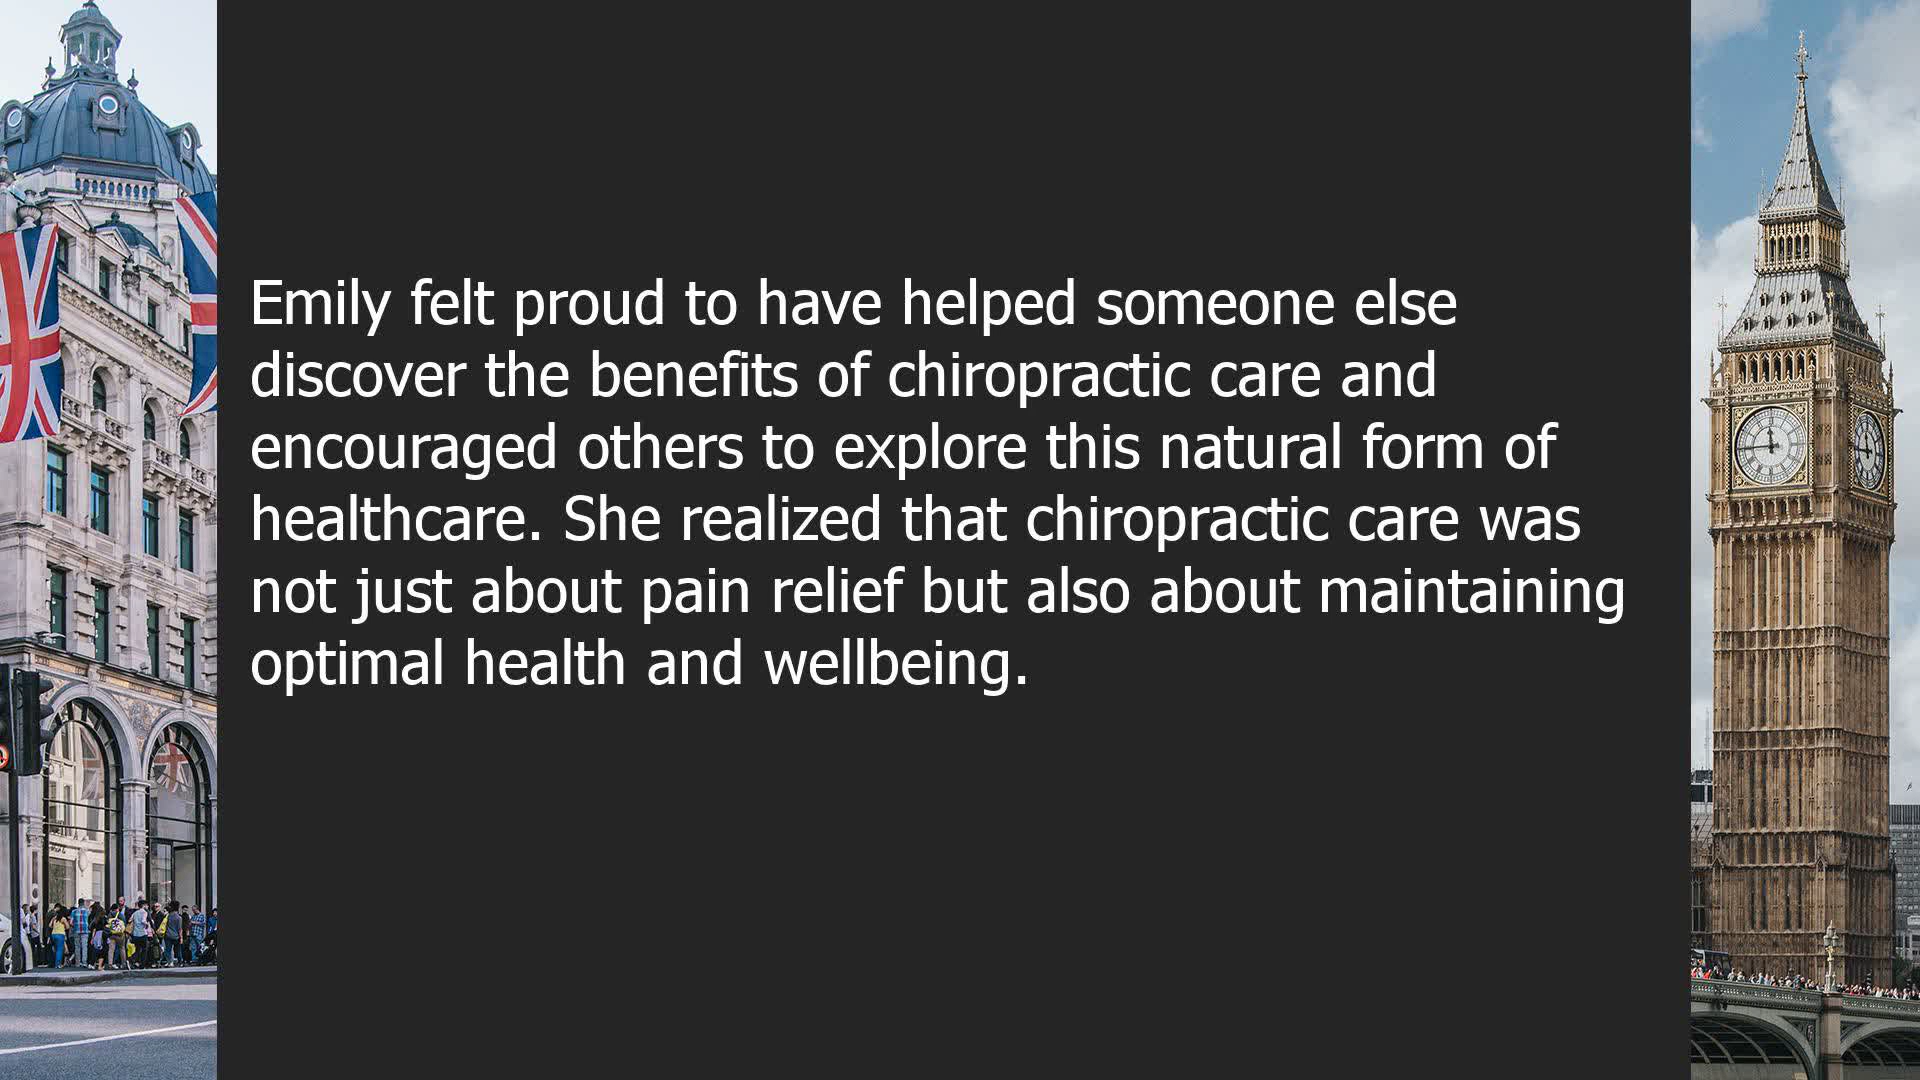 Emily felt proud to have helped someone else
discover the benefits of chiropractic care and
encouraged others to explore this natural form of
healthcare. She realized that chiropractic care was
not just about pain relief but also about maintaining
optimal health and wellbeing.